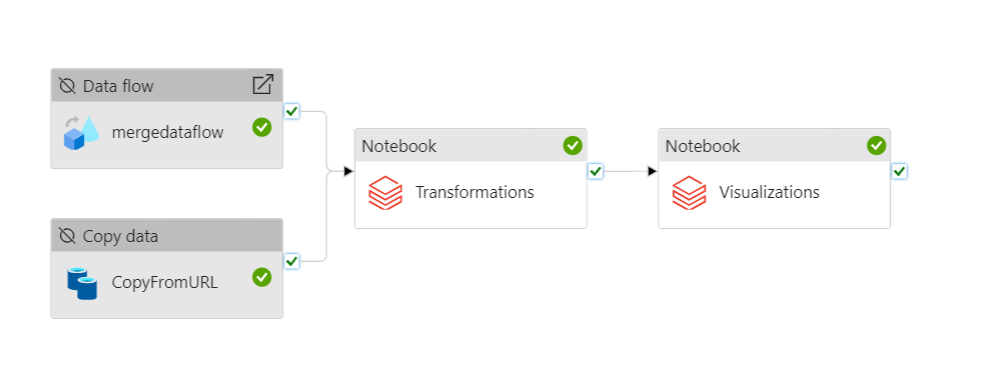 Data flow
mergedataflow
Copy data
CopyFromURL
Notebook
Transformations
Notebook
Visualizations